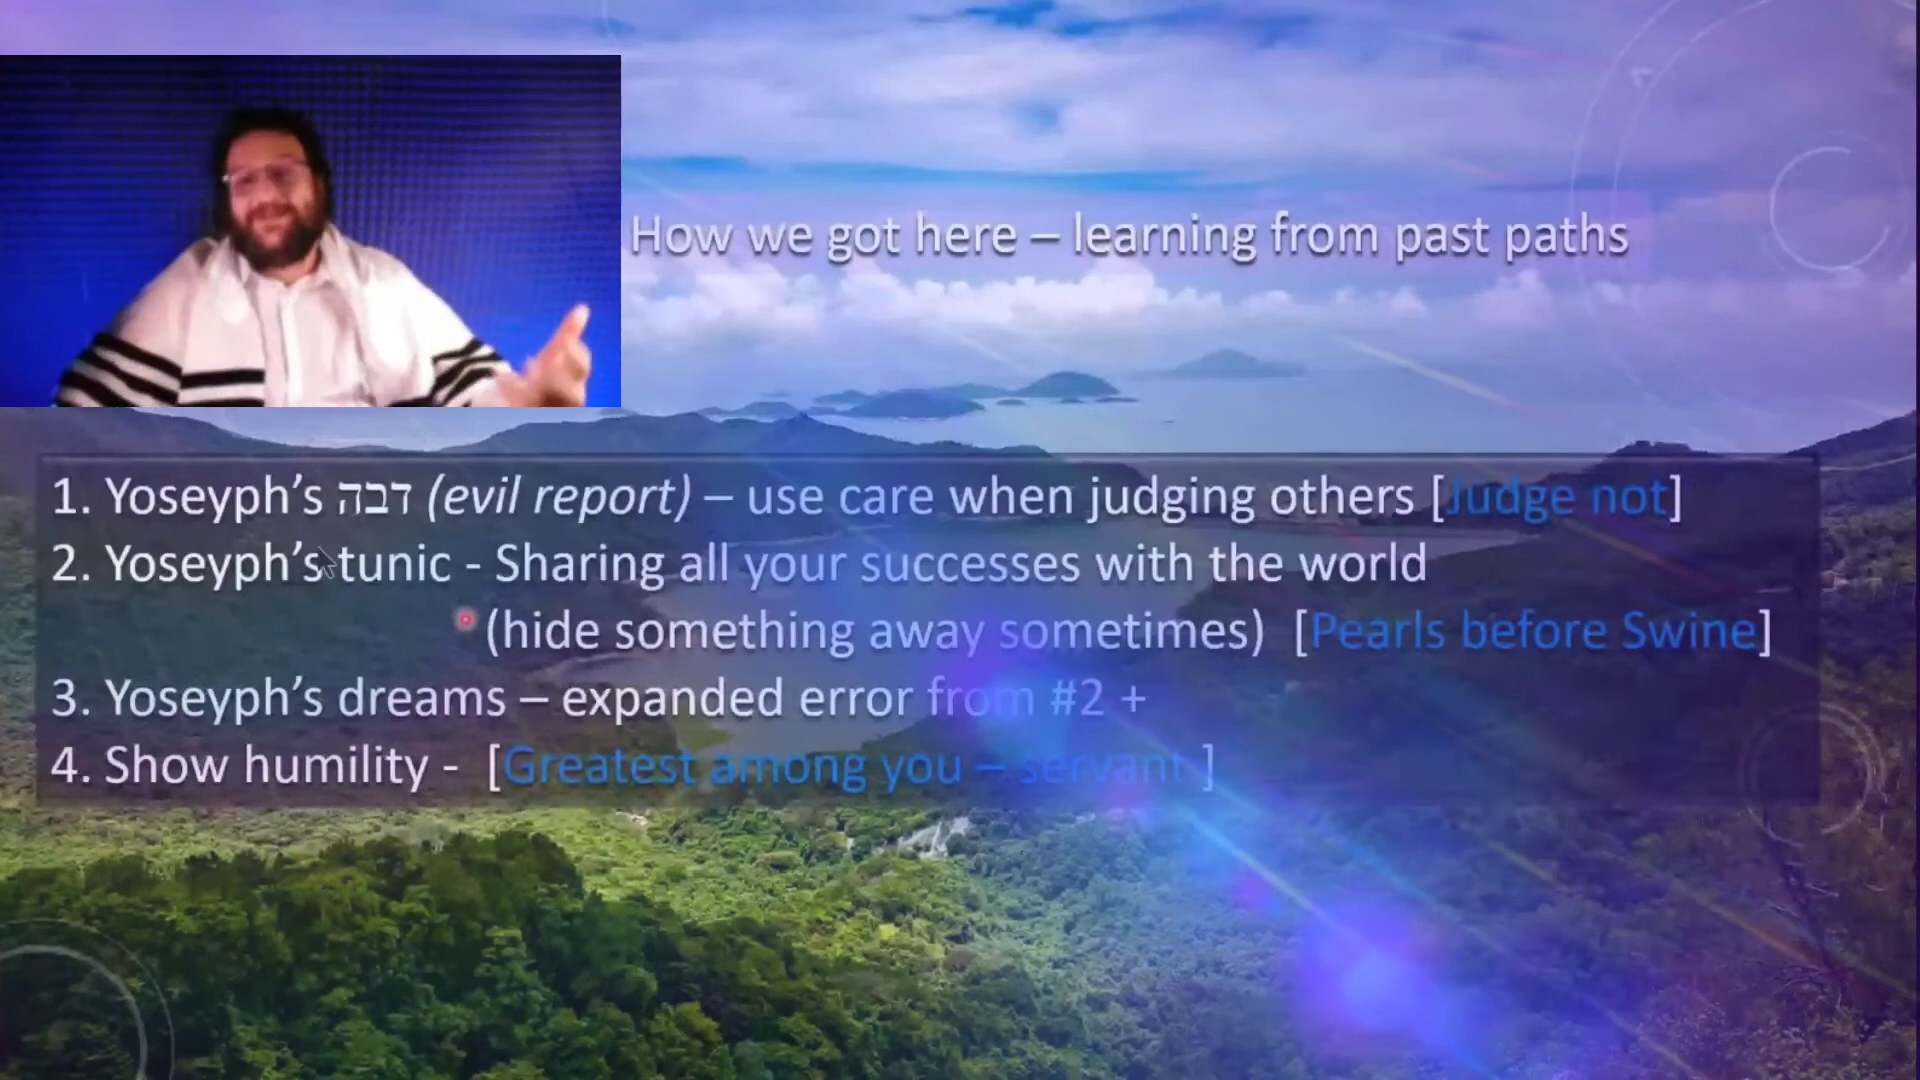 How we got here – learning from past paths
1. Yoseyph’s דבה (evil report) – use care when judging others [Judge not]
2. Yoseyph’s tunic - Sharing all your successes with the world
(hide something away sometimes) [Pearls before Swine]
3. Yoseyph’s dreams – expanded error from #2 +
4. Show humility - [Greatest among you – servant ]